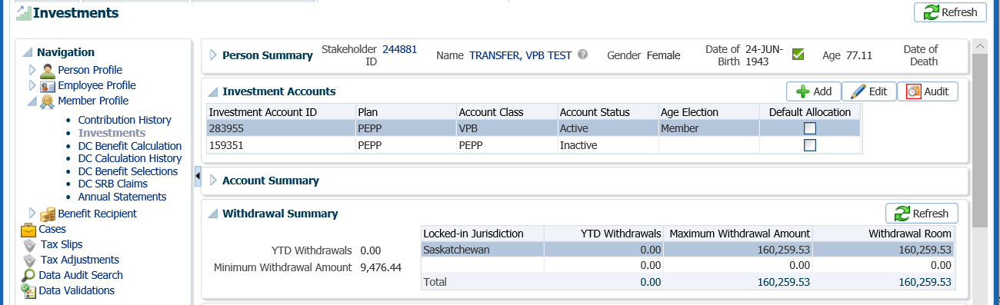 Investments
Refresh
Navigation
Person Profile
Employee Profile
Member Profile
Contribution History
Investments
DC Benefit Calculation
DC Calculation History
DC Benefit Selections
DC SRB Claims
Annual Statements
Benefit Recipient
Cases
Tax Slips
Tax Adjustments
Data Audit Search
Data Validations
Person Summary Stakeholder ID 244881 Name TRANSFER, VPB TEST Gender Female Date of Birth 24-JUN-1943 Age 77.11 Date of Death
Investment Accounts Add Edit Audit
Investment Account ID Plan Account Class Account Status Age Election Default Allocation
283955 PEPP VPB Active Member
159351 PEPP PEPP Inactive
Account Summary
Withdrawal Summary Refresh
YTD Withdrawals 0.00
Minimum Withdrawal Amount 9,476.44
Locked-in Jurisdiction YTD Withdrawals Maximum Withdrawal Amount Withdrawal Room
Saskatchewan 0.00 160,259.53 160,259.53
0.00 0.00 0.00
Total 0.00 160,259.53 160,259.53